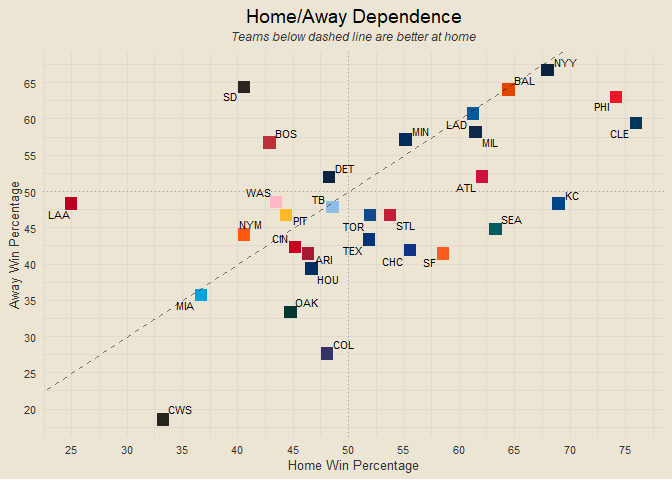 Home/Away Dependence
Teams below dashed line are better at home
Away Win Percentage
65
60
55
50
45
40
35
30
25
20
NYY
BAL
SD
PHI
LAD
MIN
CLE
BOS
MIL
DET
ATL
WAS
TB
KC
LAA
PIT
NYM
TOR
STL
SEA
CIN
TEX
ARI
CHC
SF
HOU
MIA
OAK
COL
CWS
25
30
35
40
45
50
55
60
65
70
75
Home Win Percentage